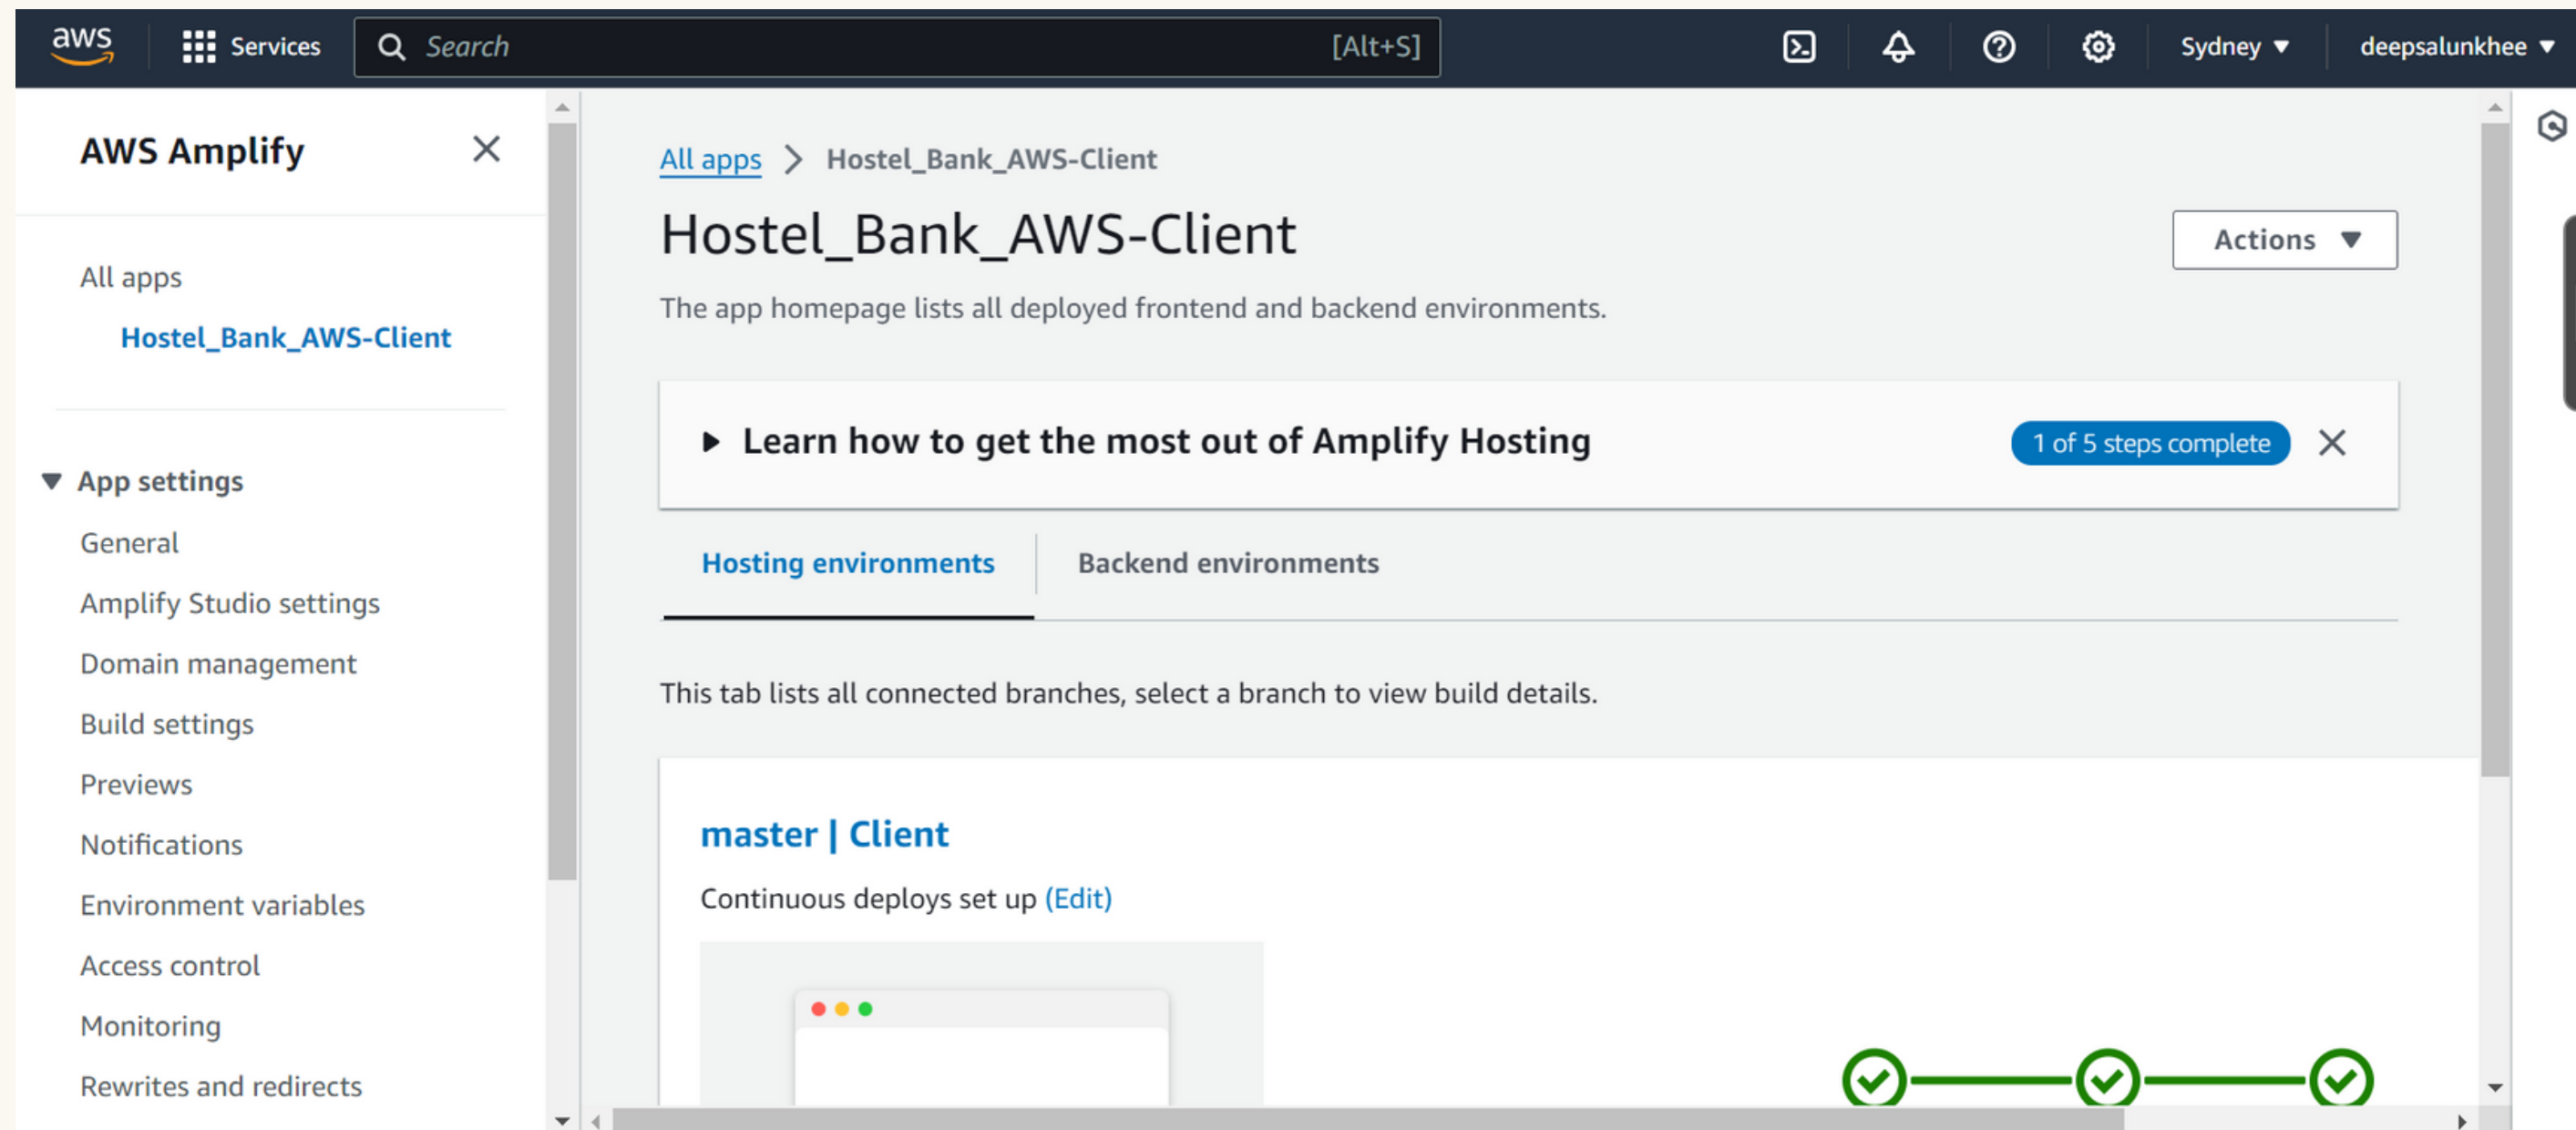 aws
Services
Search
[Alt+S]
Sydney
deepsalunkhee
AWS Amplify
All apps
Hostel_Bank_AWS-Client
App settings
General
Amplify Studio settings
Domain management
Build settings
Previews
Notifications
Environment variables
Access control
Monitoring
Rewrites and redirects
All apps > Hostel_Bank_AWS-Client
Hostel_Bank_AWS-Client
Actions
The app homepage lists all deployed frontend and backend environments.
Learn how to get the most out of Amplify Hosting
1 of 5 steps complete
Hosting environments
Backend environments
This tab lists all connected branches, select a branch to view build details.
master | Client
Continuous deploys set up (Edit)